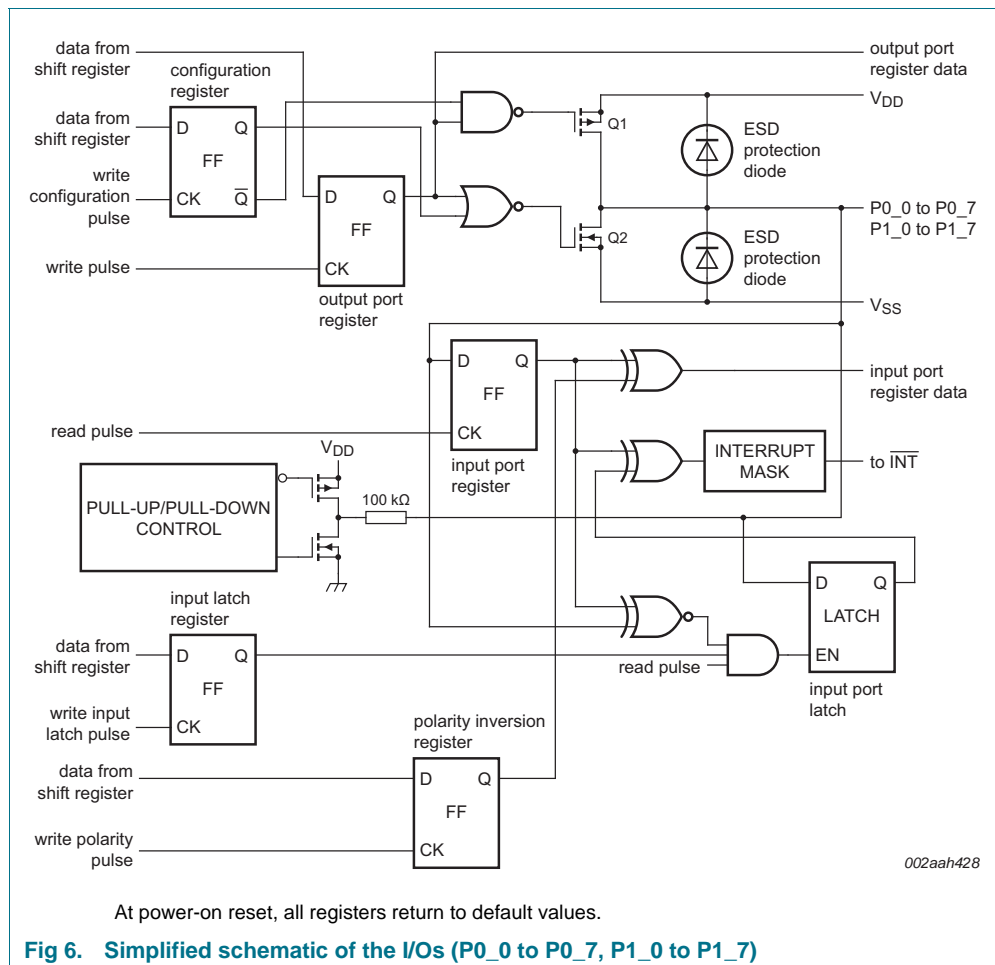 data from
shift register
configuration
register
data from
shift register
D
Q
FF
write
configuration
pulse
CK
Q
write pulse
D
Q
FF
CK
output port
register
Q1
Q2
output port
register data
VDD
ESD
protection
diode
P0_0 to P0_7
P1_0 to P1_7
ESD
protection
diode
VSS
D
Q
FF
CK
input port
register
read pulse
input port
register data
INTERRUPT
MASK
to INT
VDD
PULL-UP/PULL-DOWN
CONTROL
100 kΩ
D
Q
LATCH
EN
input port
latch
read pulse
input latch
register
data from
shift register
D
Q
FF
write input
latch pulse
CK
polarity inversion
register
data from
shift register
D
Q
FF
write polarity
pulse
CK
002aah428
At power-on reset, all registers return to default values.
Fig 6. Simplified schematic of the I/Os (P0_0 to P0_7, P1_0 to P1_7)